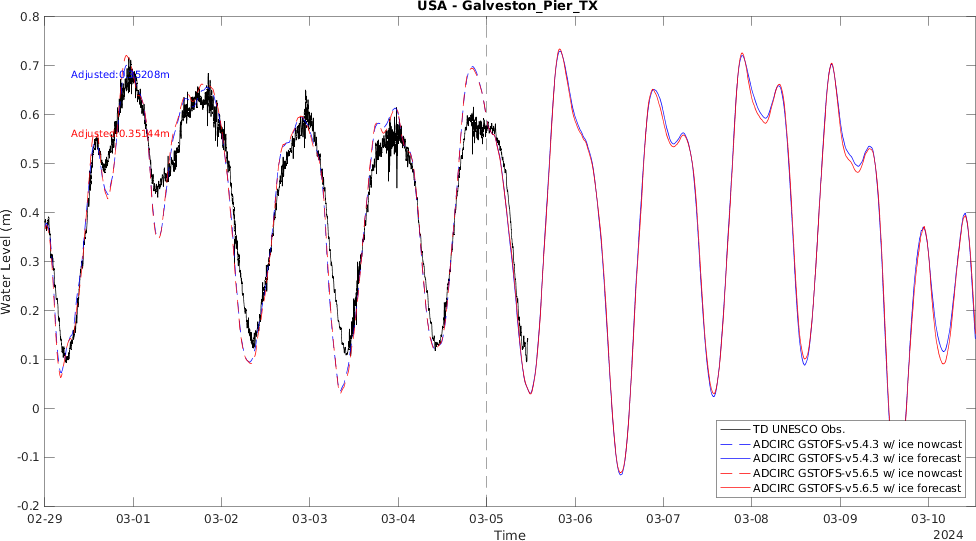 USA - Galveston_Pier_TX
0.8
0.7
0.6
0.5
0.4
0.3
0.2
0.1
0
-0.1
-0.2
Water Level (m)
Adjusted: 5208m
Adjusted:0.35144m
TD UNESCO Obs.
ADCIRC GSTOFS-v5.4.3 w/ ice nowcast
ADCIRC GSTOFS-v5.4.3 w/ ice forecast
ADCIRC GSTOFS-v5.6.5 w/ ice nowcast
ADCIRC GSTOFS-v5.6.5 w/ ice forecast
02-29 03-01 03-02 03-03 03-04 03-05 03-06 03-07 03-08 03-09 03-10
Time
2024